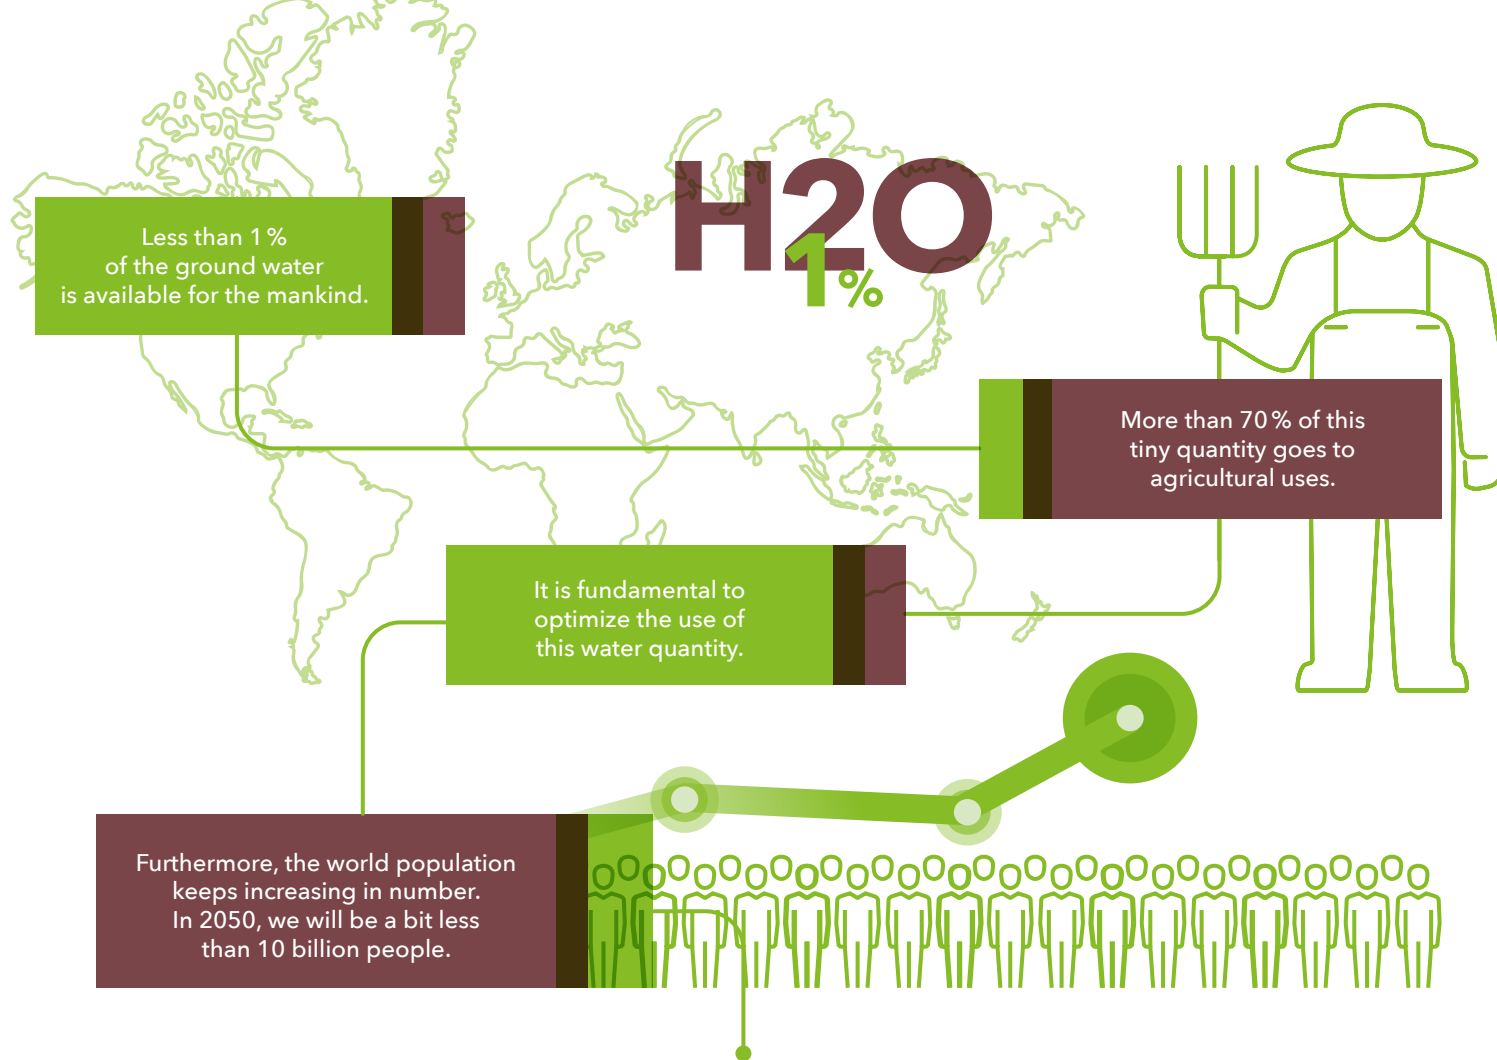 H2O
1%
Less than 1%
of the ground water
is available for the mankind.
More than 70% of this
tiny quantity goes to
agricultural uses.
It is fundamental to
optimize the use of
this water quantity.
Furthermore, the world population
keeps increasing in number.
In 2050, we will be a bit less
than 10 billion people.